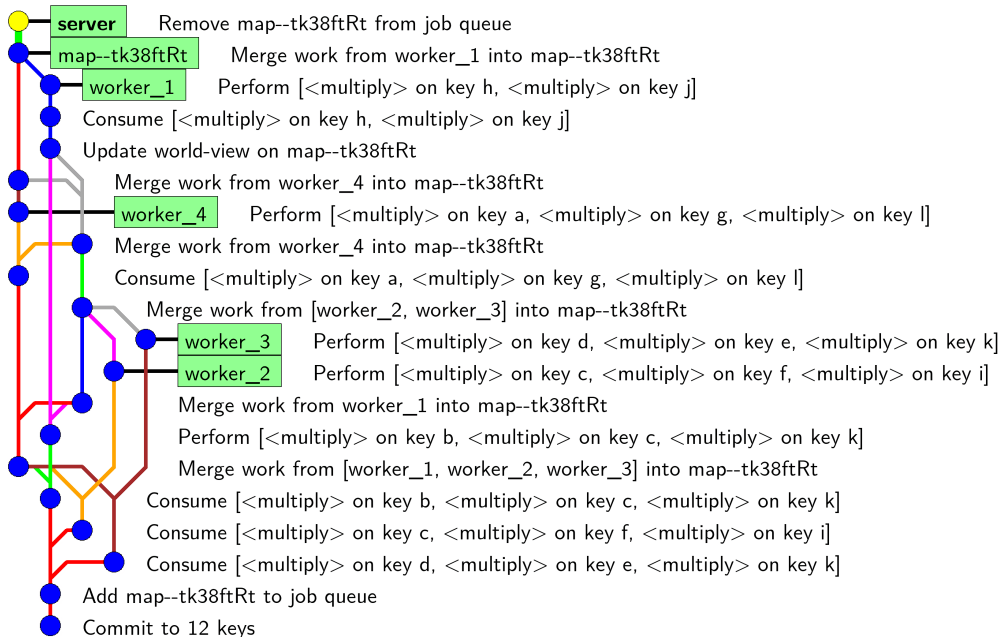 server Remove map--tk38ftRt from job queue
map--tk38ftRt Merge work from worker_1 into map--tk38ftRt
worker_1 Perform [<multiply> on key h, <multiply> on key j]
Consume [<multiply> on key h, <multiply> on key j]
Update world-view on map--tk38ftRt
Merge work from worker_4 into map--tk38ftRt
worker_4 Perform [<multiply> on key a, <multiply> on key g, <multiply> on key l]
Merge work from worker_4 into map--tk38ftRt
Consume [<multiply> on key a, <multiply> on key g, <multiply> on key l]
Merge work from [worker_2, worker_3] into map--tk38ftRt
worker_3 Perform [<multiply> on key d, <multiply> on key e, <multiply> on key k]
worker_2 Perform [<multiply> on key c, <multiply> on key f, <multiply> on key i]
Merge work from worker_1 into map--tk38ftRt
Perform [<multiply> on key b, <multiply> on key c, <multiply> on key k]
Merge work from [worker_1, worker_2, worker_3] into map--tk38ftRt
Consume [<multiply> on key b, <multiply> on key c, <multiply> on key k]
Consume [<multiply> on key c, <multiply> on key f, <multiply> on key i]
Consume [<multiply> on key d, <multiply> on key e, <multiply> on key k]
Add map--tk38ftRt to job queue
Commit to 12 keys